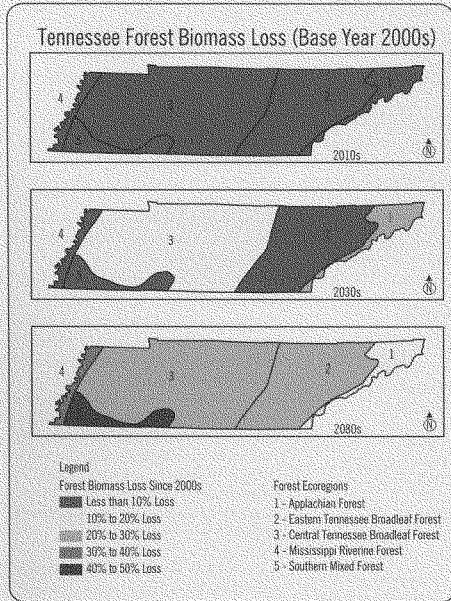 Tennessee Forest Biomass Loss (Base Year 2000s)
4
3
2
2010s
N
4
3
1
2030s
N
4
3
2
1
2080s
N
Legend
Forest Biomass Loss Since 2000s
Less than 10% Loss
10% to 20% Loss
20% to 30% Loss
30% to 40% Loss
40% to 50% Loss
Forest Ecoregions
1 - Applachian Forest
2 - Eastern Tennessee Broadleaf Forest
3 - Central Tennessee Broadleaf Forest
4 - Mississippi Riverine Forest
5 - Southern Mixed Forest